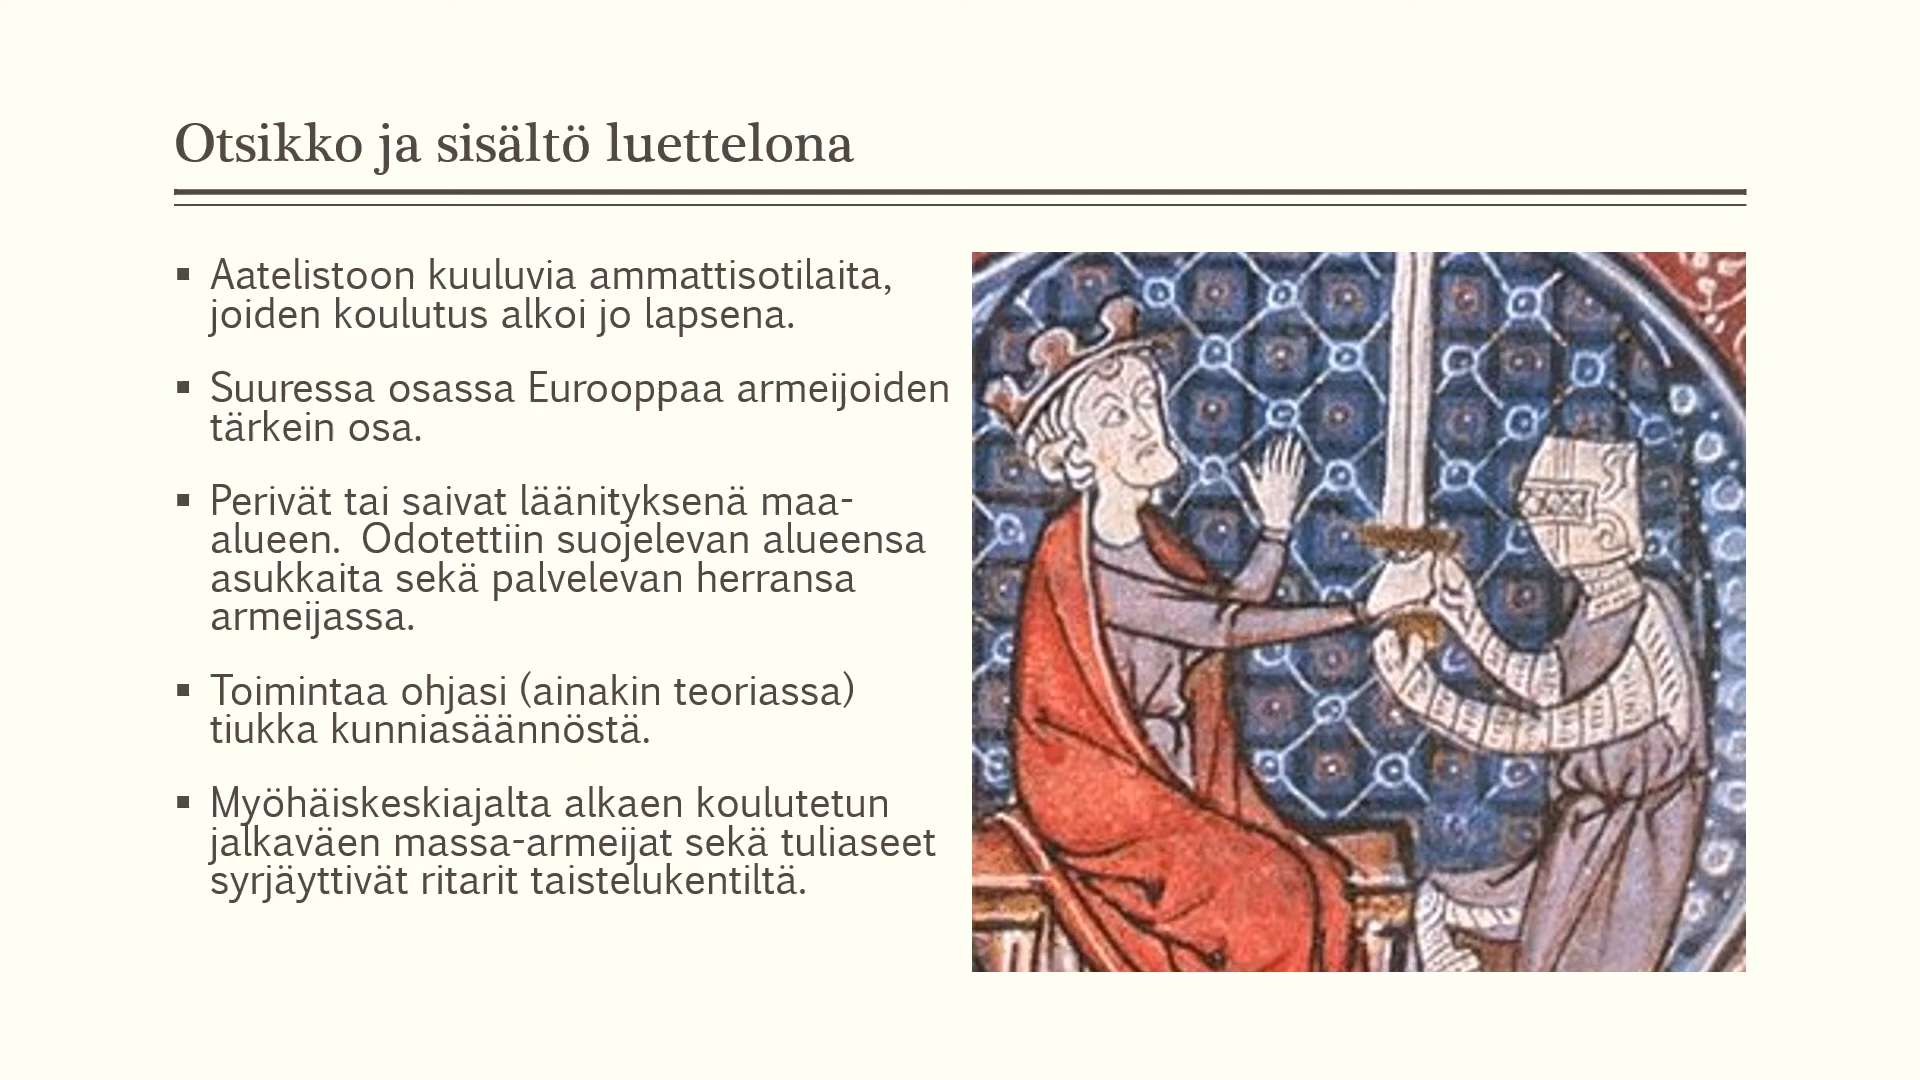 Otsikko ja sisältö luettelona
▪ Aatelistoon kuuluvia ammattisotilaita,
joiden koulutus alkoi jo lapsena.
▪ Suuressa osassa Eurooppaa armeijoiden
tärkein osa.
▪ Perivät tai saivat läänityksenä maa-
alueen. Odotettiin suojelevan alueensa
asukkaita sekä palvelevan herransa
armeijassa.
▪ Toimintaa ohjasi (ainakin teoriassa)
tiukka kunniasäännöstä.
▪ Myöhäiskeskiajalta alkaen koulutetun
jalkaväen massa-armeijat sekä tuliaseet
syrjäyttivät ritarit taistelukentiltä.